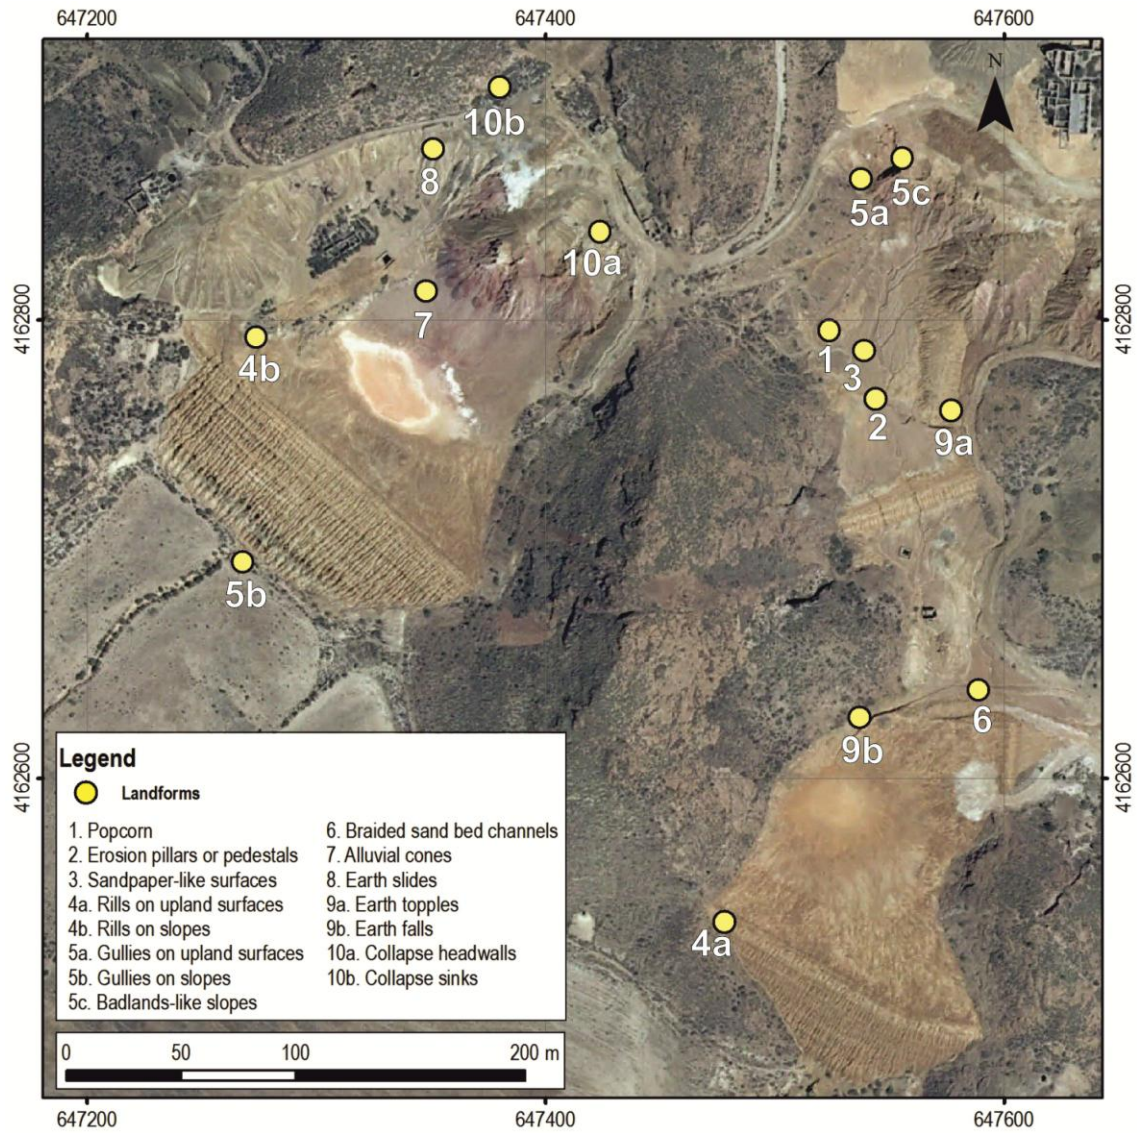 647200 647400 647600
N
10b
8
5c
5a
10a
7
4162800 4162800
1
4b
3
2
9a
5b
6
9b
4162600 4162600
4a
Legend
Landforms
1. Popcorn
2. Erosion pillars or pedestals
3. Sandpaper-like surfaces
4a. Rills on upland surfaces
4b. Rills on slopes
5a. Gullies on upland surfaces
5b. Gullies on slopes
5c. Badlands-like slopes
6. Braided sand bed channels
7. Alluvial cones
8. Earth slides
9a. Earth topples
9b. Earth falls
10a. Collapse headwalls
10b. Collapse sinks
0 50 100 200 m
647200 647400 647600